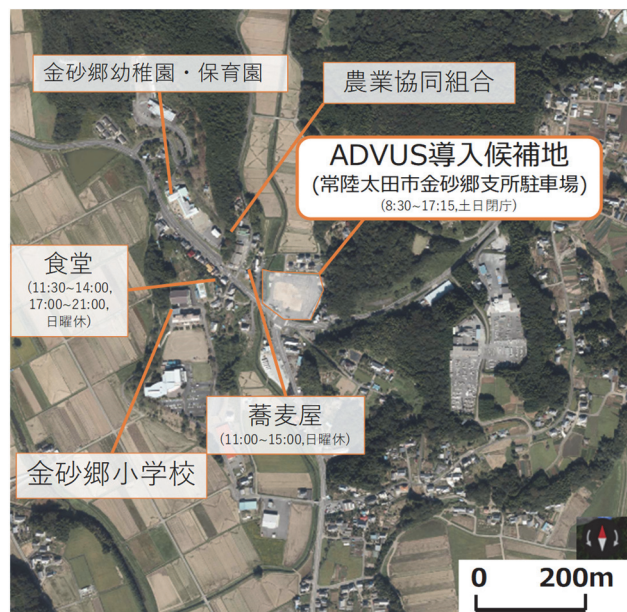 金砂郷幼稚園・保育園
農業協同組合
ADVUS導入候補地
(常陸太田市金砂郷支所駐車場)
(8:30~17:15,土日閉庁)
食堂
(11:30~14:00,
17:00~21:00,
日曜休)
蕎麦屋
(11:00~15:00,日曜休)
金砂郷小学校
0 200m